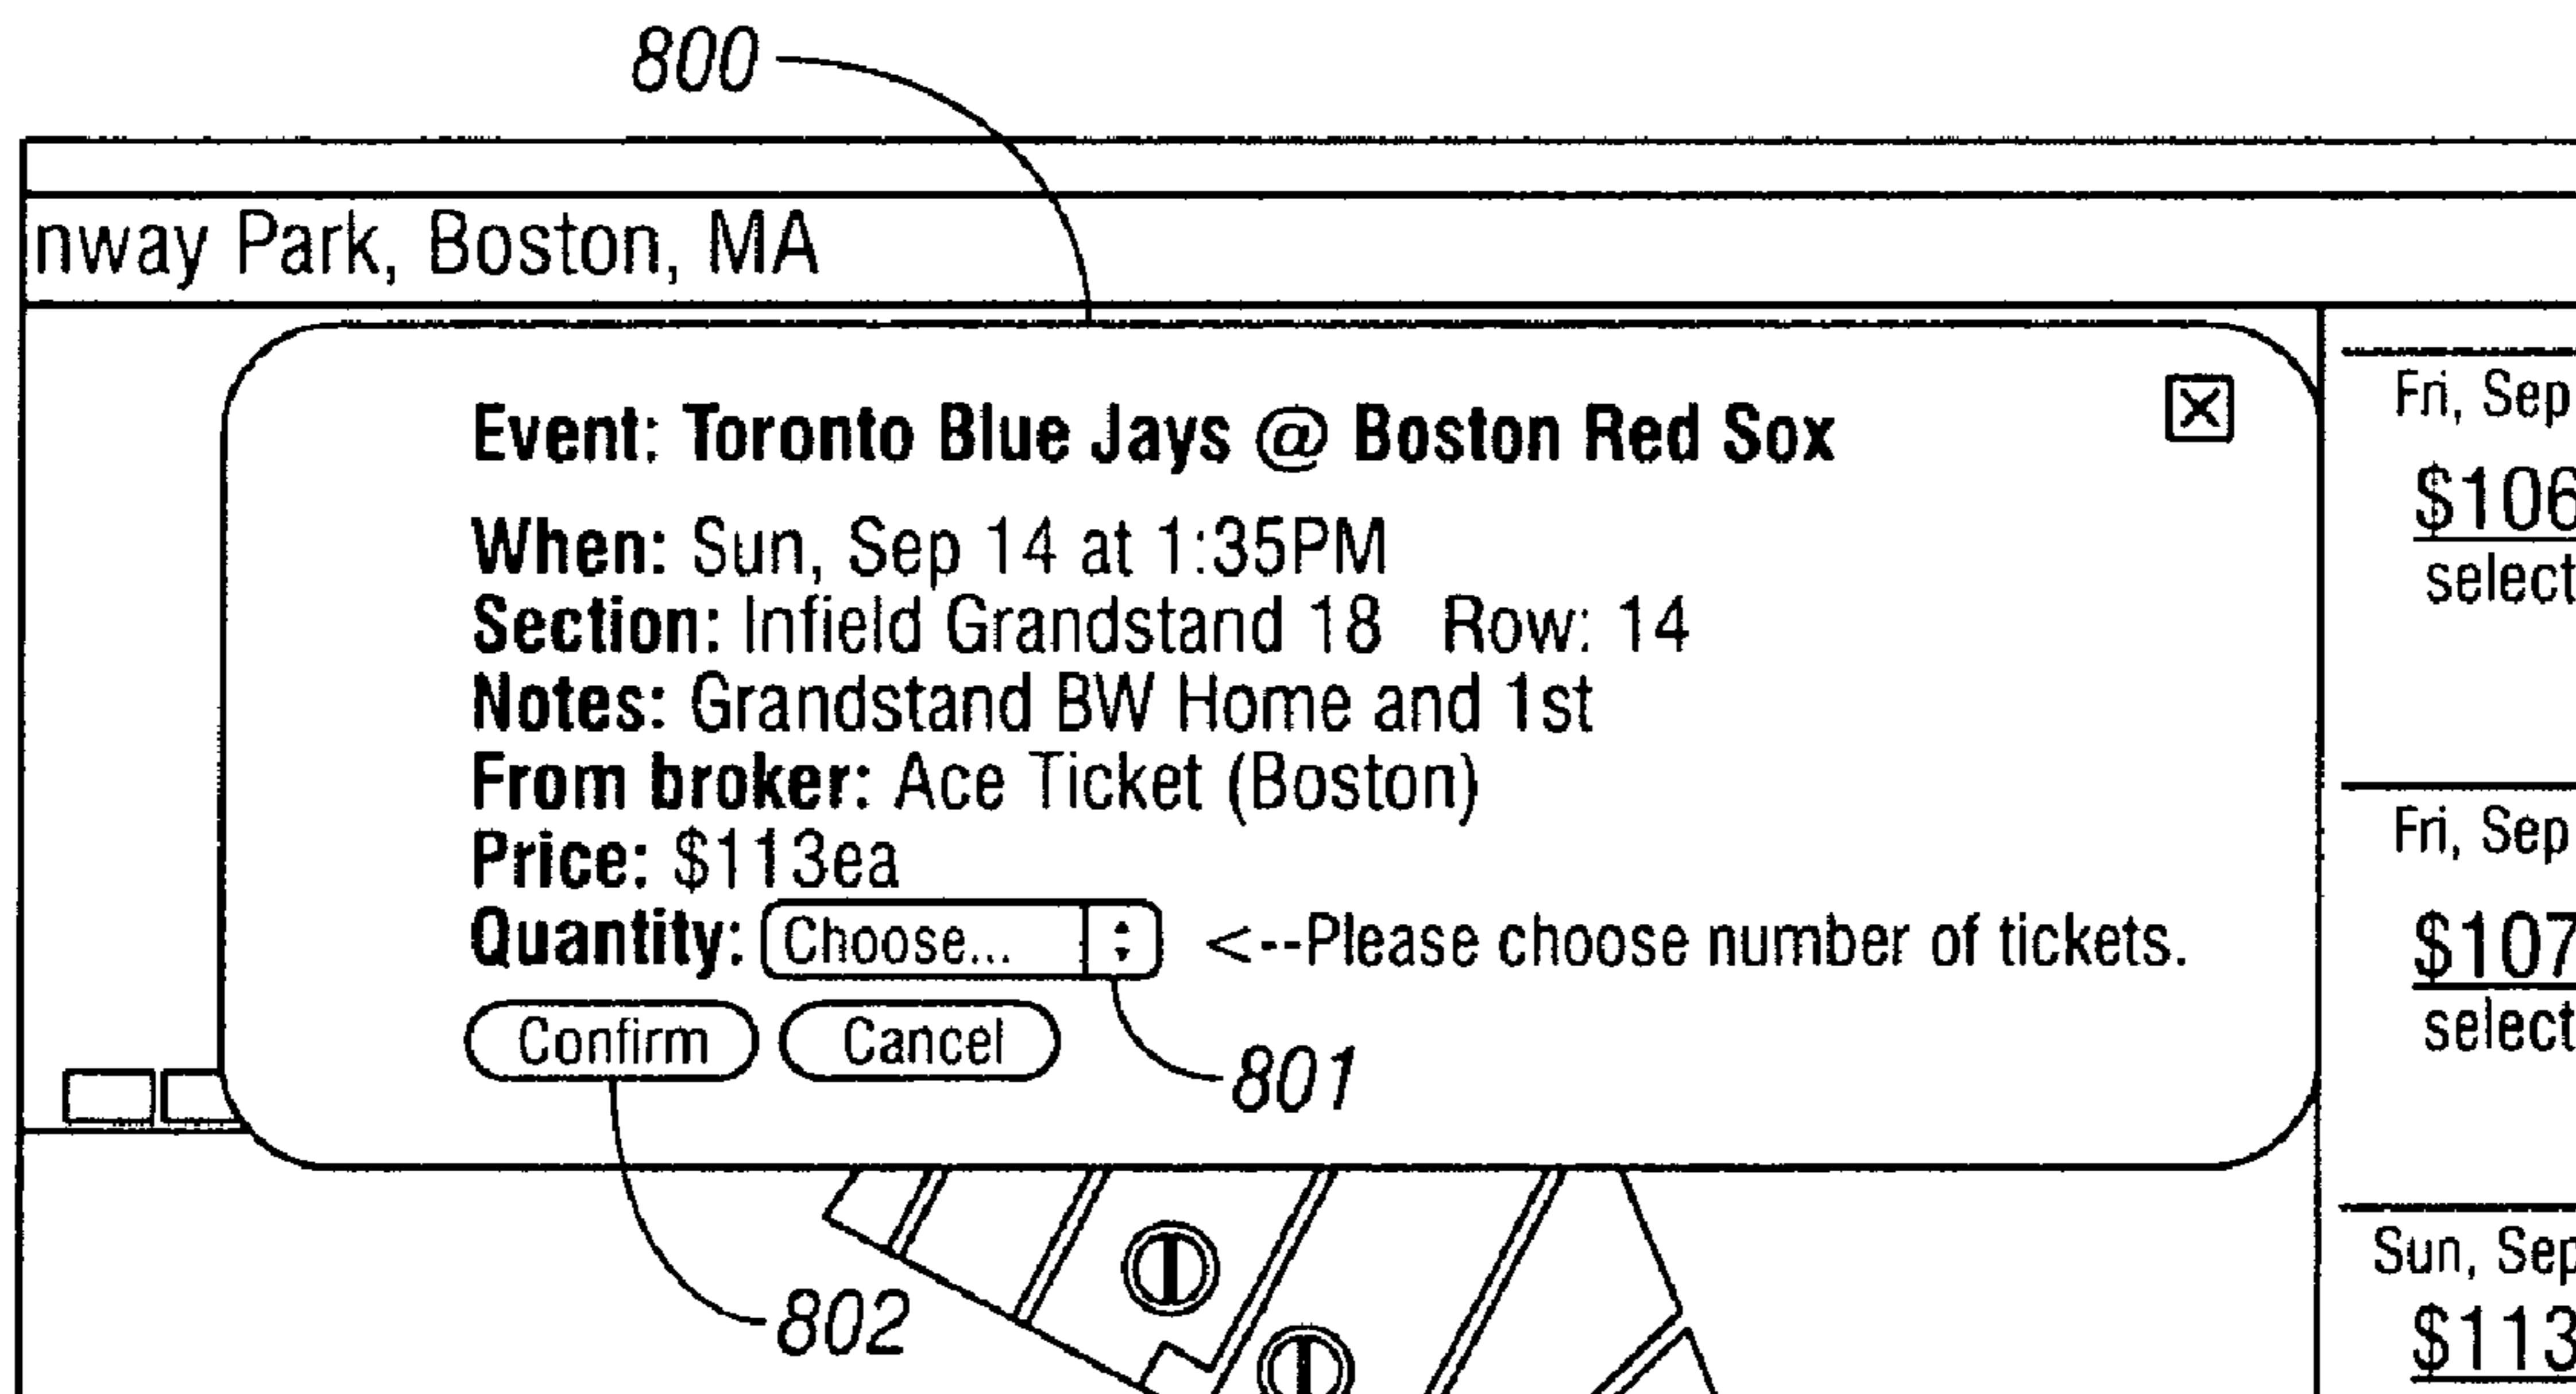 800
nway Park, Boston, MA
Event: Toronto Blue Jays @ Boston Red Sox
When: Sun, Sep 14 at 1:35PM
Section: Infield Grandstand 18 Row: 14
Notes: Grandstand BW Home and 1st
From broker: Ace Ticket (Boston)
Price: $113ea
Quantity: Choose... <--Please choose number of tickets.
Confirm Cancel
801
802
Fri, Sep
$106
select
Fri, Sep
$107
select
Sun, Sep
$113